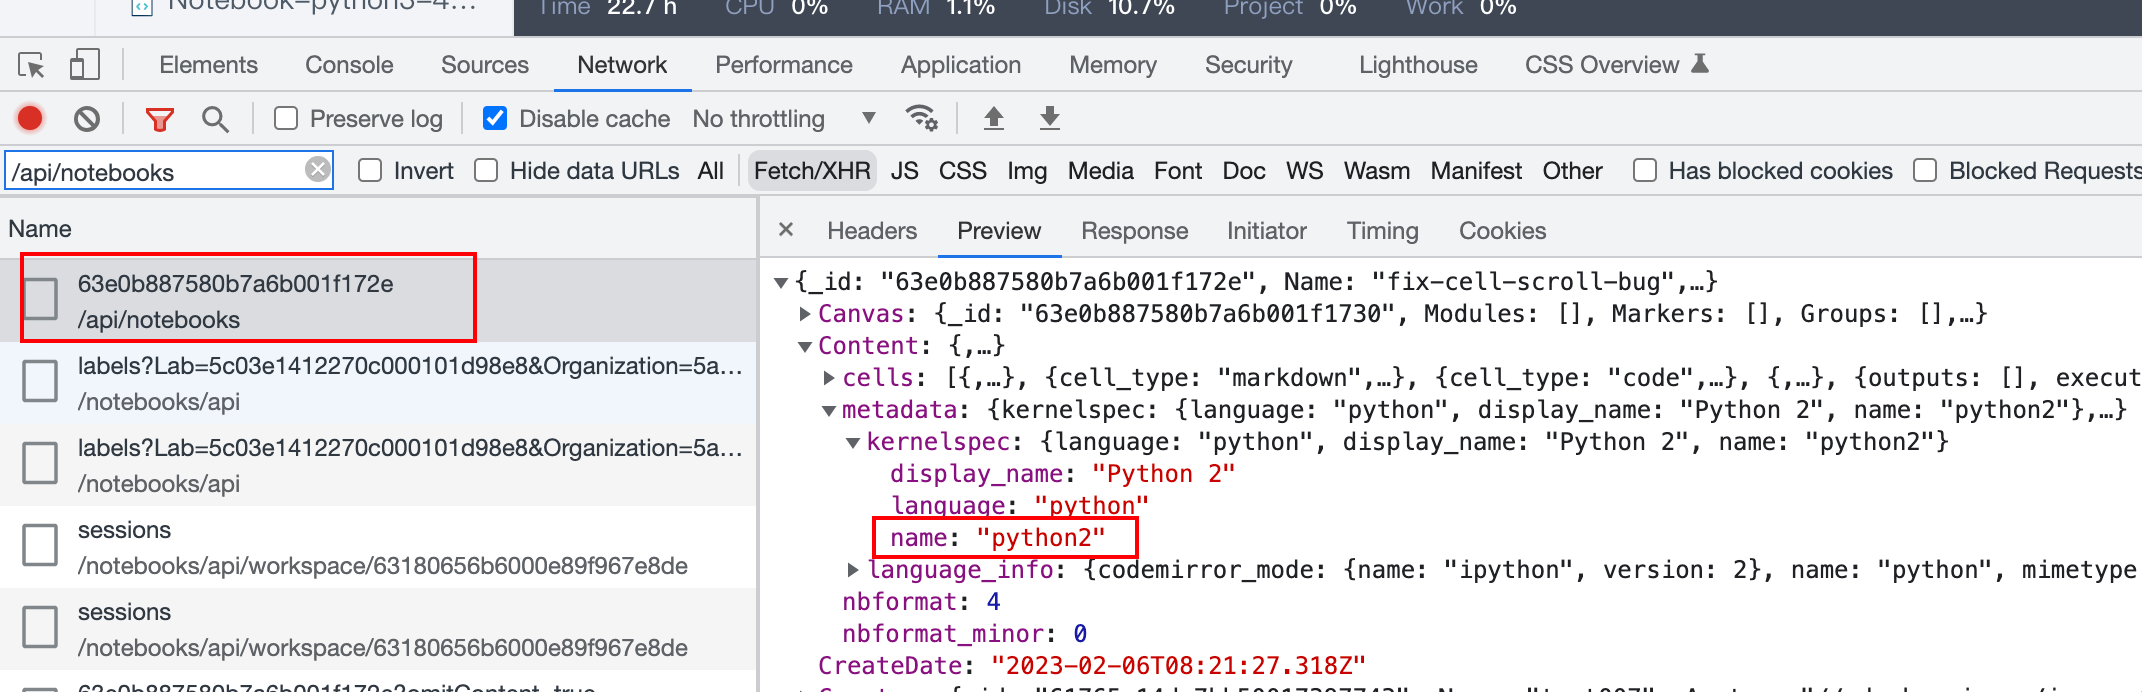 Notebook=python3=4...
Time 22.7 h CPU 0% RAM 1.1% Disk 10.7% Project 0% Work 0%
Elements Console Sources Network Performance Application Memory Security Lighthouse CSS Overview
Preserve log Disable cache No throttling
/api/notebooks Invert Hide data URLs All Fetch/XHR JS CSS Img Media Font Doc WS Wasm Manifest Other Has blocked cookies Blocked Requests
Name
63e0b887580b7a6b001f172e
/api/notebooks
labels?Lab=5c03e1412270c000101d98e8&Organization=5a...
/notebooks/api
labels?Lab=5c03e1412270c000101d98e8&Organization=5a...
/notebooks/api
sessions
/notebooks/api/workspace/63180656b6000e89f967e8de
sessions
/notebooks/api/workspace/63180656b6000e89f967e8de
63e0b887580b7a6b001f172e?omitContent=true
Headers Preview Response Initiator Timing Cookies
{_id: "63e0b887580b7a6b001f172e", Name: "fix-cell-scroll-bug",…}
Canvas: {_id: "63e0b887580b7a6b001f1730", Modules: [], Markers: [], Groups: [],…}
Content: {,…}
cells: [{,…}, {cell_type: "markdown",…}, {cell_type: "code",…}, {,…}, {outputs: [], execut
metadata: {kernelspec: {language: "python", display_name: "Python 2", name: "python2"},…}
kernelspec: {language: "python", display_name: "Python 2", name: "python2"}
display_name: "Python 2"
language: "python"
name: "python2"
language_info: {codemirror_mode: {name: "ipython", version: 2}, name: "python", mimetype
nbformat: 4
nbformat_minor: 0
CreateDate: "2023-02-06T08:21:27.318Z"